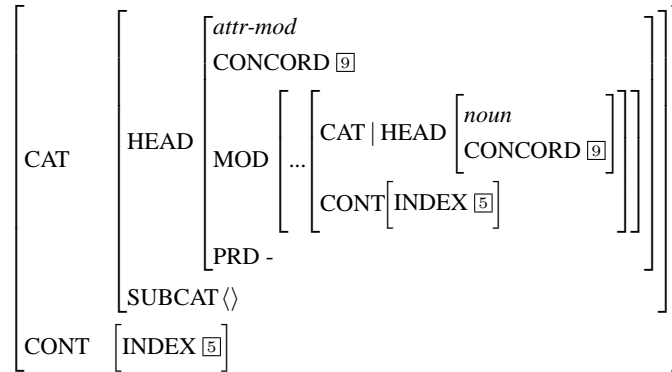 attr-mod
CONCORD 9
CAT | HEAD
noun
CONCORD 9
CAT
HEAD
MOD
...
CONT[INDEX 5]
PRD -
SUBCAT ⟨⟩
CONT [INDEX 5]